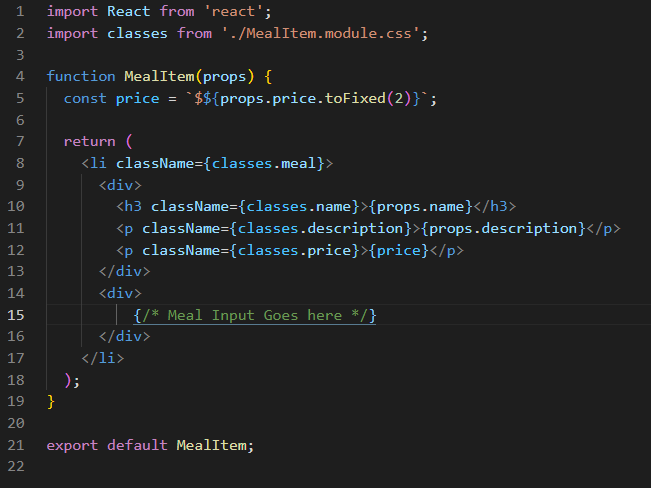 1 import React from 'react';
2 import classes from './MealItem.module.css';
3
4 function MealItem(props) {
5   const price = `$${props.price.toFixed(2)}`;
6
7   return (
8     <li className={classes.meal}>
9       <div>
10         <h3 className={classes.name}>{props.name}</h3>
11         <p className={classes.description}>{props.description}</p>
12         <p className={classes.price}>{price}</p>
13       </div>
14       <div>
15           {/* Meal Input Goes here */}
16       </div>
17     </li>
18   );
19 }
20
21 export default MealItem;
22